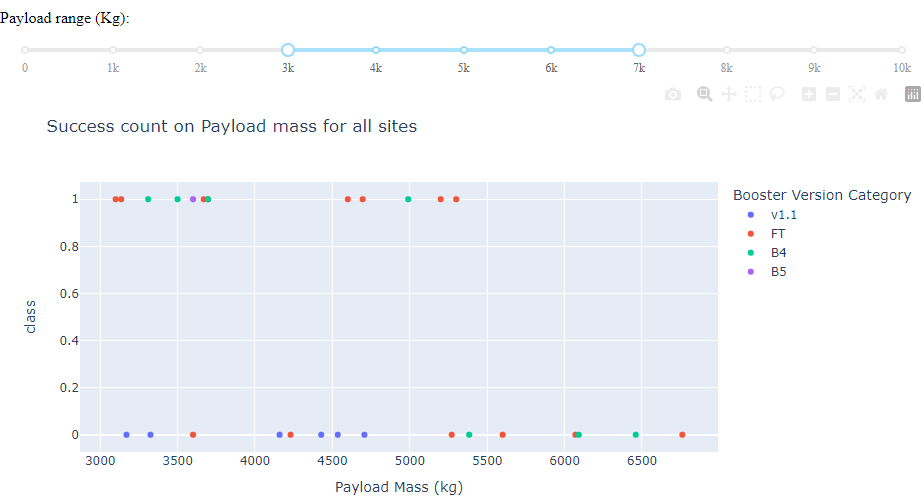 Payload range (Kg):
0 1k 2k 3k 4k 5k 6k 7k 8k 9k 10k
Success count on Payload mass for all sites
Booster Version Category
v1.1
FT
B4
B5
1
0.8
0.6
0.4
0.2
0
class
3000 3500 4000 4500 5000 5500 6000 6500
Payload Mass (kg)